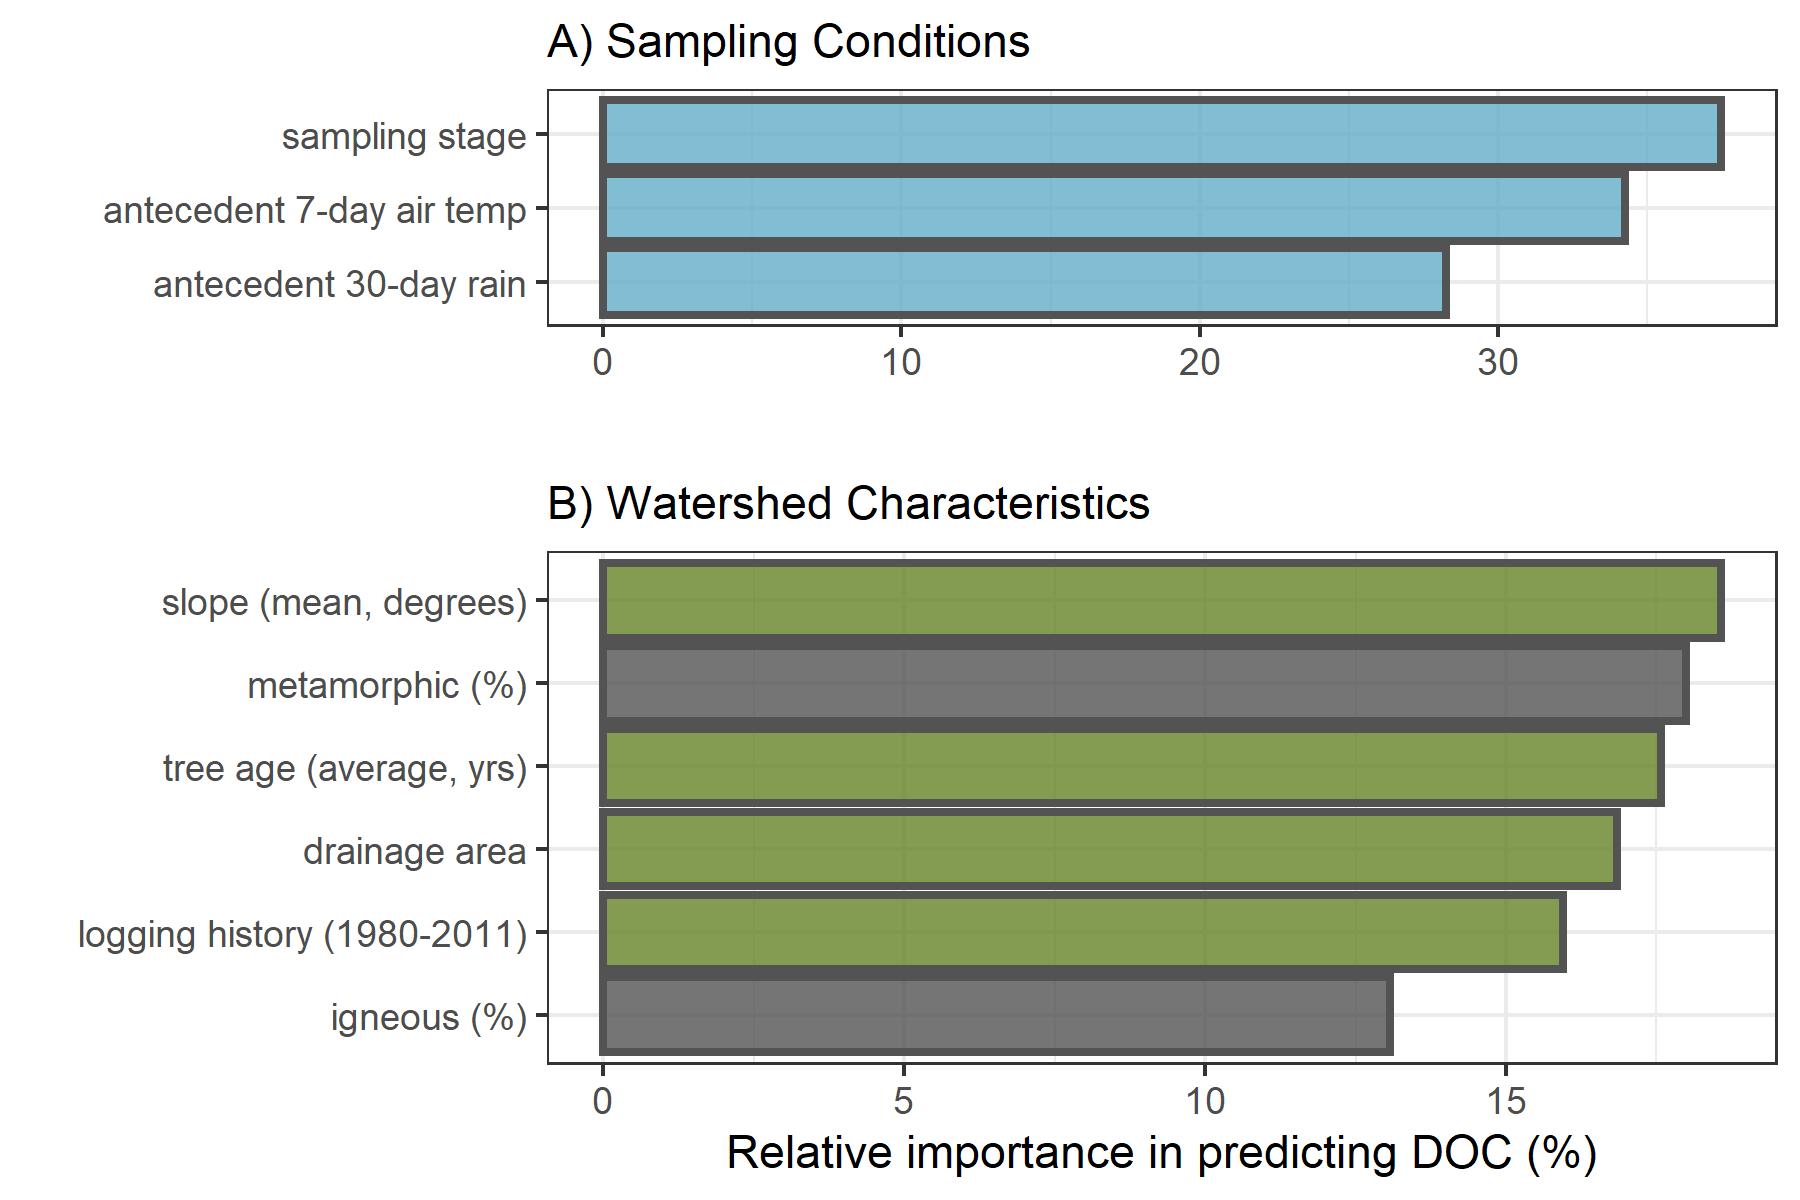 A) Sampling Conditions
sampling stage
antecedent 7-day air temp
antecedent 30-day rain
0 10 20 30
B) Watershed Characteristics
slope (mean, degrees)
metamorphic (%)
tree age (average, yrs)
drainage area
logging history (1980-2011)
igneous (%)
0 5 10 15
Relative importance in predicting DOC (%)